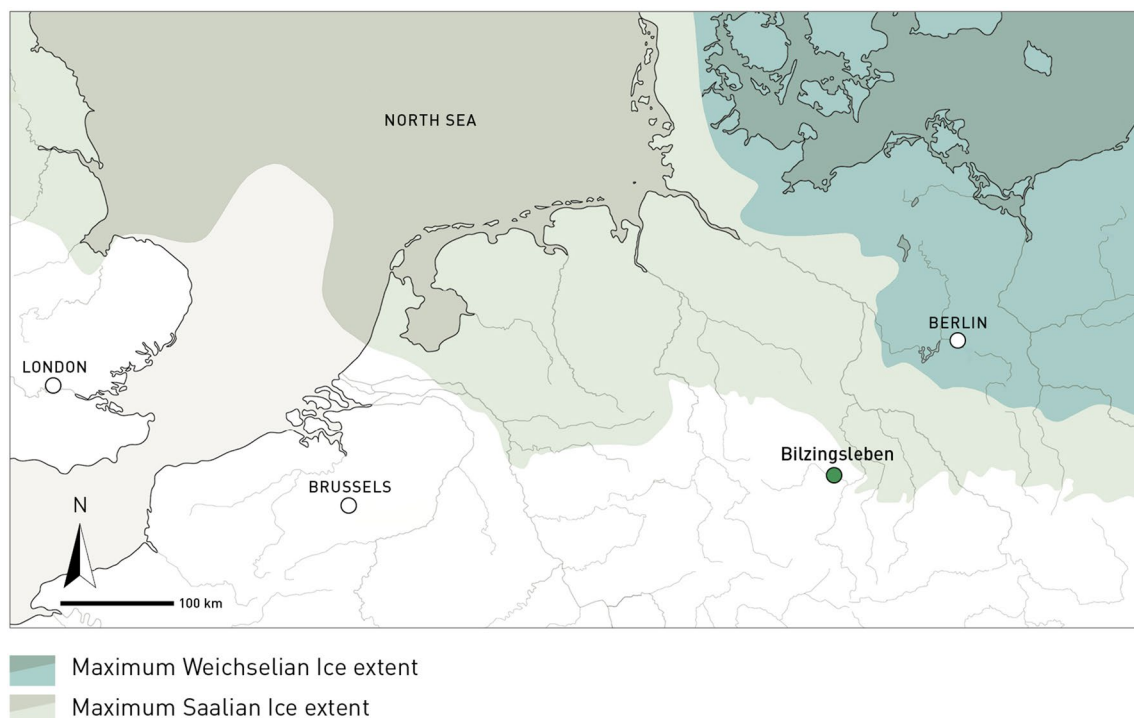 NORTH SEA
BERLIN
LONDON
Bilzingsleben
BRUSSELS
N
100 km
Maximum Weichselian Ice extent
Maximum Saalian Ice extent